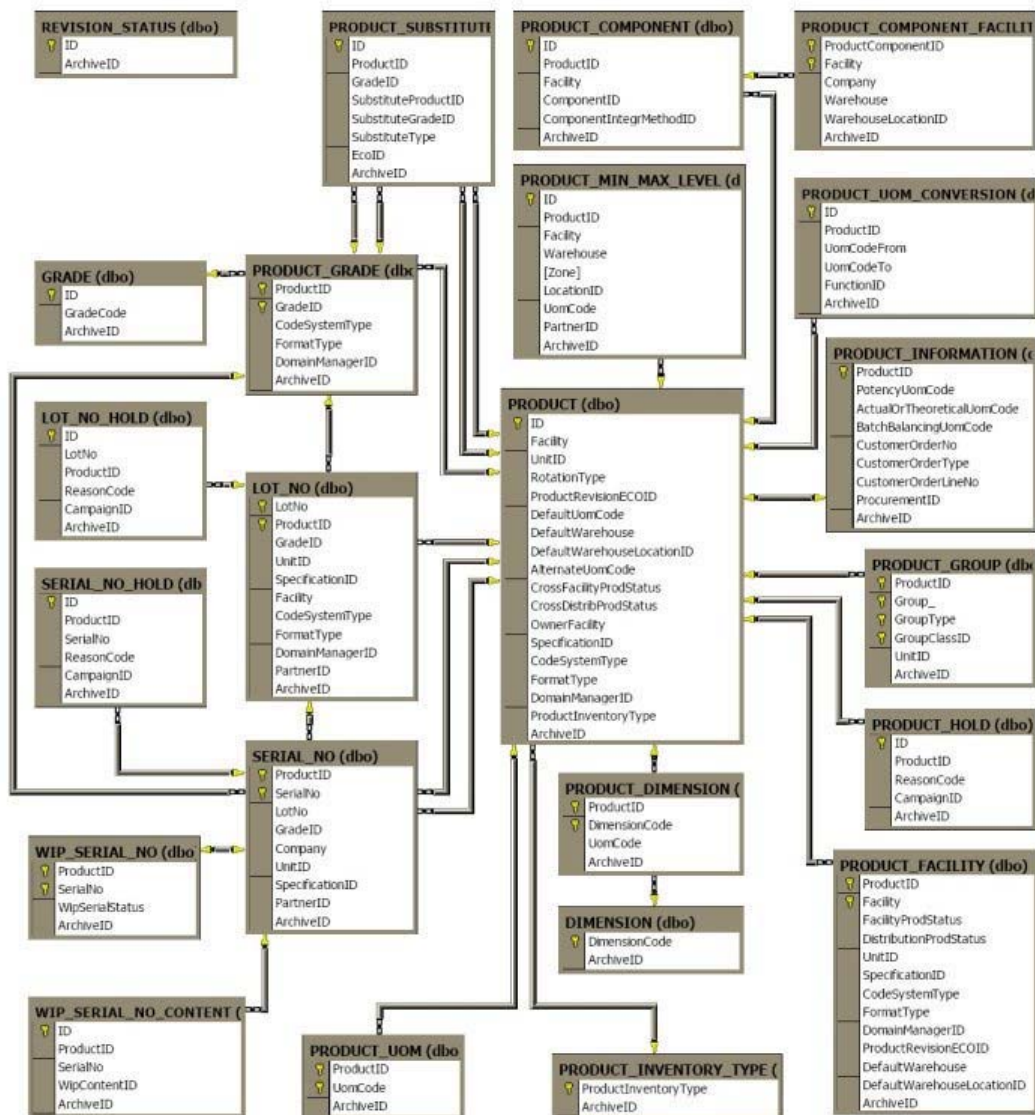 REVISION_STATUS (dbo)
ID
ArchiveID
PRODUCT_SUBSTITUTE
ID
ProductID
GradeID
SubstituteProductID
SubstituteGradeID
SubstituteType
EcoID
ArchiveID
PRODUCT_COMPONENT (dbo)
ID
ProductID
Facility
ComponentID
ComponentIntegrMethodID
ArchiveID
PRODUCT_COMPONENT_FACILIT
ProductComponentID
Facility
Company
Warehouse
WarehouseLocationID
ArchiveID
PRODUCT_MIN_MAX_LEVEL (d
ID
ProductID
Facility
Warehouse
[Zone]
LocationID
UomCode
PartnerID
ArchiveID
PRODUCT_UOM_CONVERSION (d
ID
ProductID
UomCodeFrom
UomCodeTo
FunctionID
ArchiveID
GRADE (dbo)
ID
GradeCode
ArchiveID
PRODUCT_GRADE (dbo
ProductID
GradeID
CodeSystemType
FormatType
DomainManagerID
ArchiveID
PRODUCT_INFORMATION (d
ProductID
PotencyUomCode
ActualOrTheoreticalUomCode
BatchBalancingUomCode
CustomerOrderNo
CustomerOrderType
CustomerOrderLineNo
ProcurementID
ArchiveID
LOT_NO_HOLD (dbo)
ID
LotNo
ProductID
ReasonCode
CampaignID
ArchiveID
LOT_NO (dbo)
LotNo
ProductID
GradeID
UnitID
SpecificationID
Facility
CodeSystemType
FormatType
DomainManagerID
PartnerID
ArchiveID
PRODUCT (dbo)
ID
Facility
UnitID
RotationType
ProductRevisionECOID
DefaultUomCode
DefaultWarehouse
DefaultWarehouseLocationID
AlternateUomCode
CrossFacilityProdStatus
CrossDistribProdStatus
OwnerFacility
SpecificationID
CodeSystemType
FormatType
DomainManagerID
ProductInventoryType
ArchiveID
PRODUCT_GROUP (dbo
ProductID
Group_
GroupType
GroupClassID
UnitID
ArchiveID
SERIAL_NO_HOLD (db
ID
ProductID
SerialNo
ReasonCode
CampaignID
ArchiveID
PRODUCT_HOLD (dbo)
ID
ProductID
ReasonCode
CampaignID
ArchiveID
SERIAL_NO (dbo)
ProductID
SerialNo
LotNo
GradeID
Company
UnitID
SpecificationID
PartnerID
ArchiveID
PRODUCT_DIMENSION (
ProductID
DimensionCode
UomCode
ArchiveID
WIP_SERIAL_NO (dbo
ProductID
SerialNo
WipSerialStatus
ArchiveID
PRODUCT_FACILITY (dbo)
ProductID
Facility
FacilityProdStatus
DistributionProdStatus
UnitID
SpecificationID
CodeSystemType
FormatType
DomainManagerID
ProductRevisionECOID
DefaultWarehouse
DefaultWarehouseLocationID
ArchiveID
DIMENSION (dbo)
DimensionCode
ArchiveID
WIP_SERIAL_NO_CONTENT (
ID
ProductID
SerialNo
WipContentID
ArchiveID
PRODUCT_UOM (dbo
ProductID
UomCode
ArchiveID
PRODUCT_INVENTORY_TYPE (
ProductInventoryType
ArchiveID